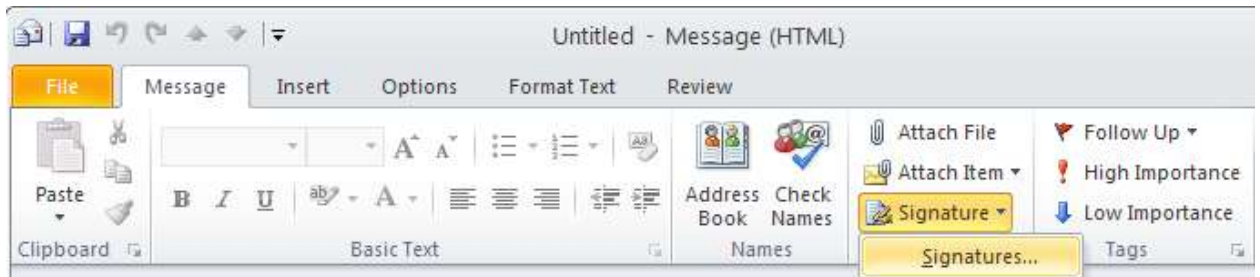 Untitled - Message (HTML)
File Message Insert Options Format Text Review
Attach File Follow Up
Attach Item High Importance
Paste Address Book Check Names
B I U ab A Signature Low Importance
Clipboard Basic Text Names Tags
Signatures...